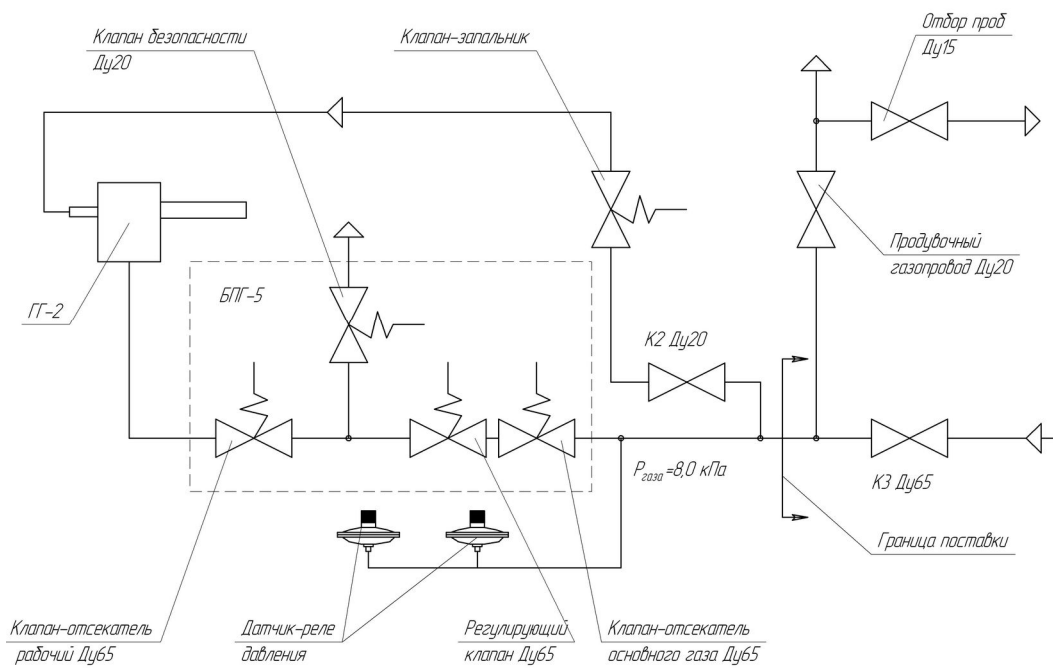 Клапан безопасности
Ду20
Клапан-запальник
Отбор проб
Ду15
Продувочный
газопровод Ду20
ГГ-2
БПГ-5
К2 Ду20
Pгаза=8,0 кПа
К3 Ду65
Граница поставки
Клапан-отсекатель
рабочий Ду65
Датчик-реле
давления
Регулирующий
клапан Ду65
Клапан-отсекатель
основного газа Ду65